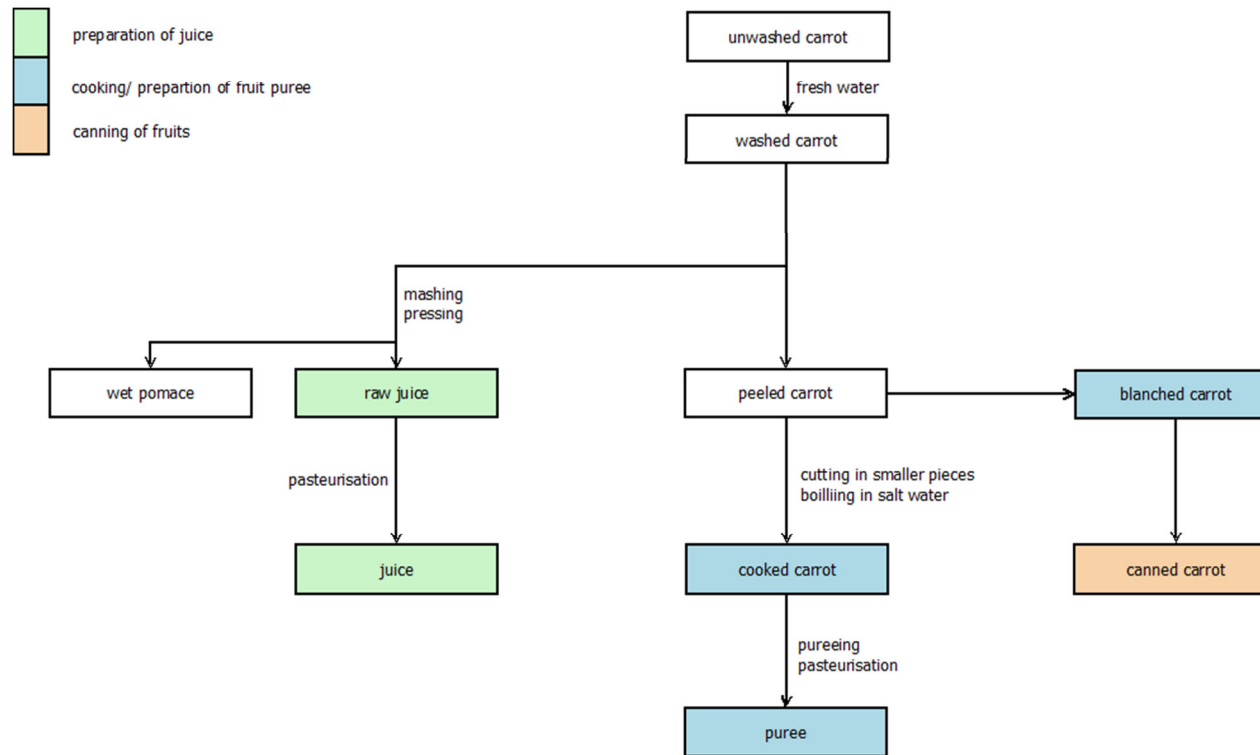 preparation of juice
cooking/ prepartion of fruit puree
canning of fruits
unwashed carrot
fresh water
washed carrot
mashing
pressing
wet pomace
raw juice
peeled carrot
blanched carrot
pasteurisation
cutting in smaller pieces
boilliing in salt water
juice
cooked carrot
canned carrot
pureeing
pasteurisation
puree